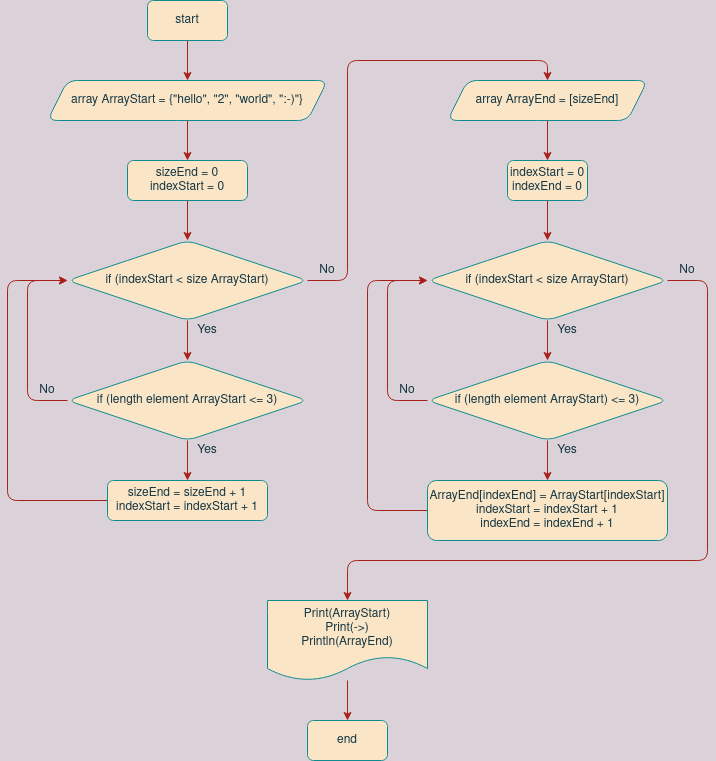 start
array ArrayStart = {"hello", "2", "world", ":-)"}
sizeEnd = 0
indexStart = 0
if (indexStart < size ArrayStart)
No
Yes
if (length element ArrayStart <= 3)
No
Yes
sizeEnd = sizeEnd + 1
indexStart = indexStart + 1
array ArrayEnd = [sizeEnd]
indexStart = 0
indexEnd = 0
if (indexStart < size ArrayStart)
No
Yes
if (length element ArrayStart) <= 3)
No
Yes
ArrayEnd[indexEnd] = ArrayStart[indexStart]
indexStart = indexStart + 1
indexEnd = indexEnd + 1
Print(ArrayStart)
Print(->)
Println(ArrayEnd)
end